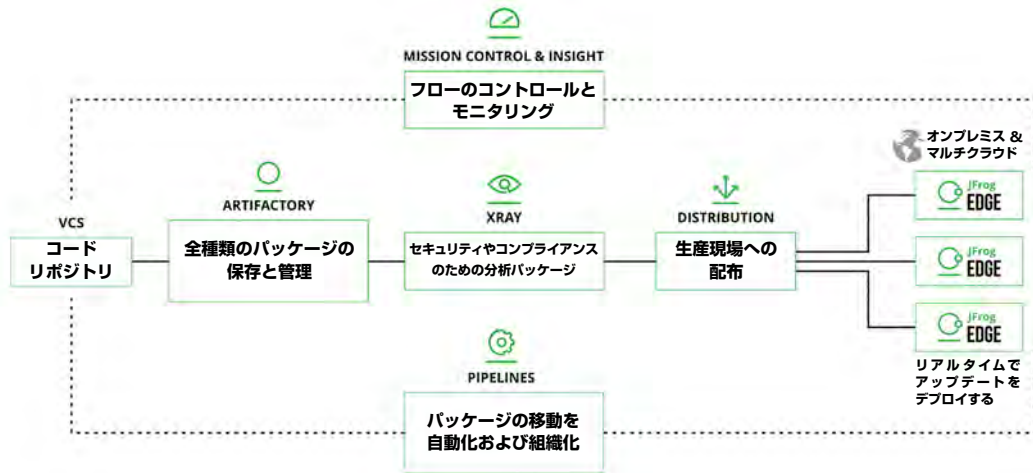 MISSION CONTROL & INSIGHT
フローのコントロールと
モニタリング
オンプレミス &
マルチクラウド
VCS
コード
リポジトリ
ARTIFACTORY
全種類のパッケージの
保存と管理
XRAY
セキュリティやコンプライアンス
のための分析パッケージ
DISTRIBUTION
生産現場への
配布
JFrog
EDGE
JFrog
EDGE
JFrog
EDGE
リアルタイムで
アップデートを
デプロイする
PIPELINES
パッケージの移動を
自動化および組織化